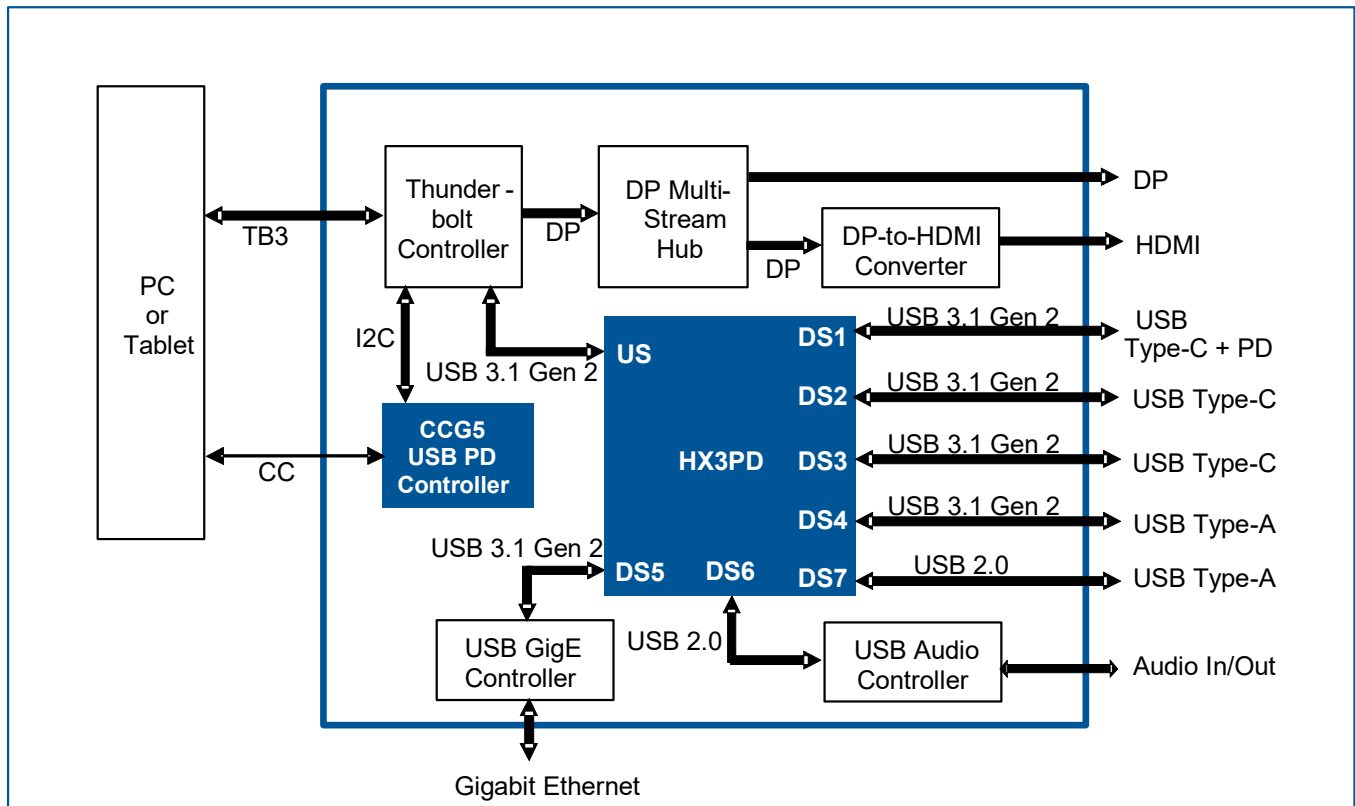 PC
or
Tablet
TB3
CC
Thunder -
bolt
Controller
DP
DP Multi-
Stream
Hub
DP
DP-to-HDMI
Converter
DP
HDMI
I2C
USB 3.1 Gen 2
CCG5
USB PD
Controller
US
HX3PD
DS1
USB 3.1 Gen 2
USB
Type-C + PD
DS2
USB 3.1 Gen 2
USB Type-C
DS3
USB 3.1 Gen 2
USB Type-C
DS4
USB 3.1 Gen 2
USB Type-A
DS7
USB 2.0
USB Type-A
USB 3.1 Gen 2
DS5
DS6
USB GigE
Controller
USB 2.0
USB Audio
Controller
Audio In/Out
Gigabit Ethernet